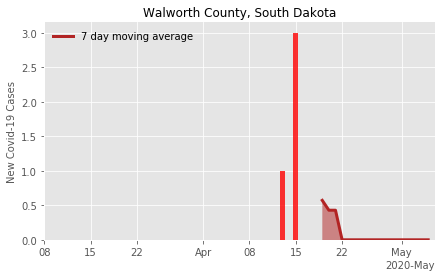 Walworth County, South Dakota
7 day moving average
New Covid-19 Cases
3.0
2.5
2.0
1.5
1.0
0.5
0.0
08 15 22 Apr 08 15 22 May
2020-May